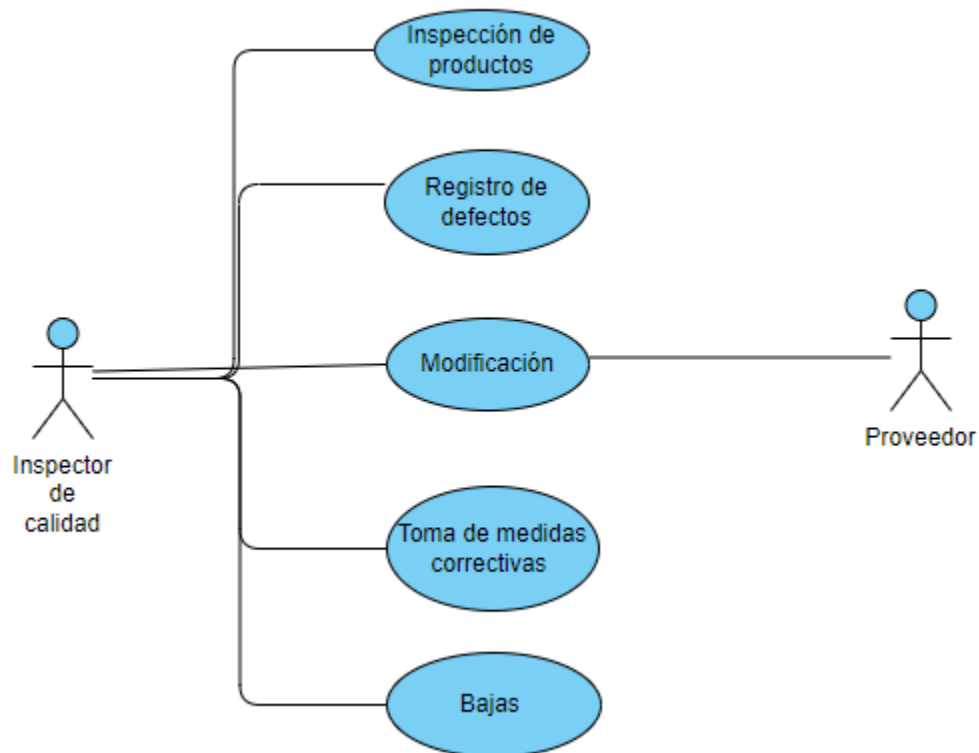 Inspección de
productos
Registro de
defectos
Modificación
Proveedor
Inspector
de
calidad
Toma de medidas
correctivas
Bajas